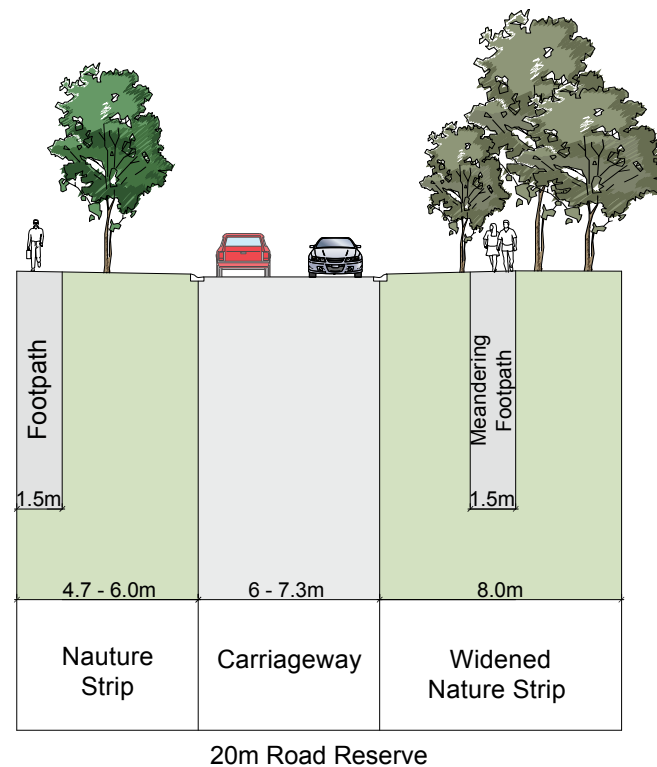 Footpath
Meandering
Footpath
1.5m
1.5m
4.7 - 6.0m
6 - 7.3m
8.0m
Nauture
Strip
Carriageway
Widened
Nature Strip
20m Road Reserve